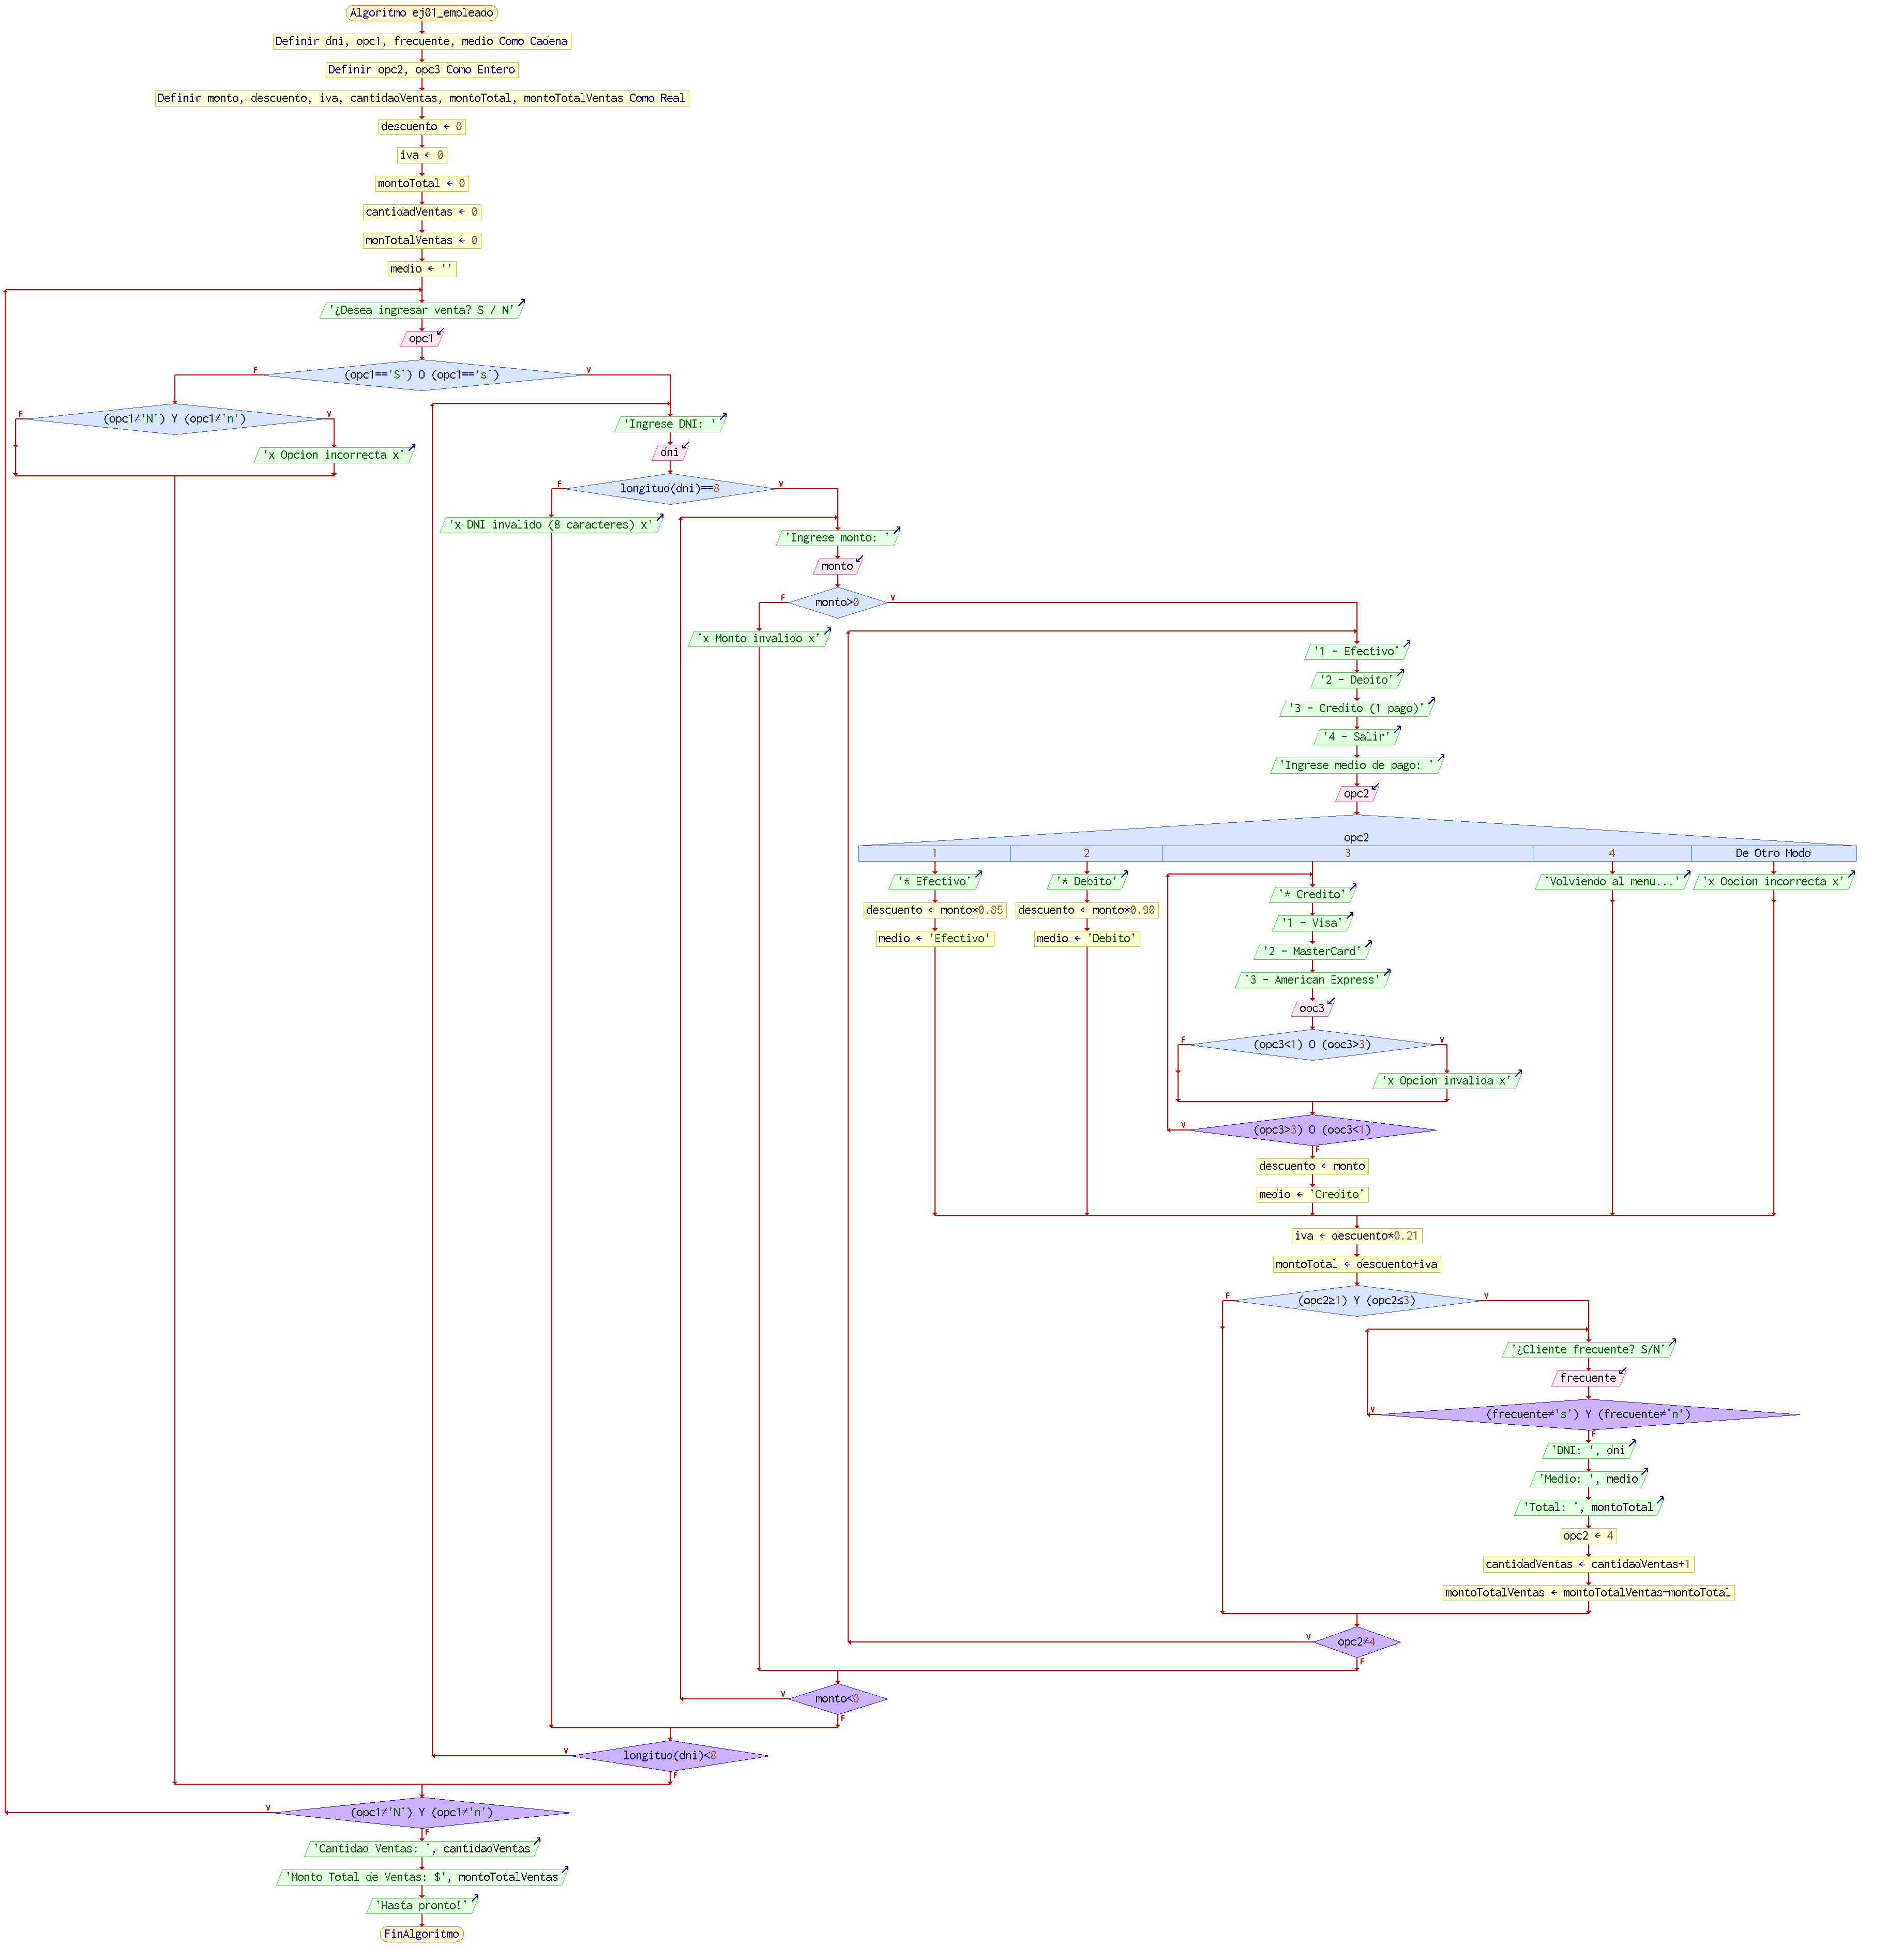 Algoritmo ej01_empleado
Definir dni, opc1, frecuente, medio Como Cadena
Definir opc2, opc3 Como Entero
Definir monto, descuento, iva, cantidadVentas, montoTotal, montoTotalVentas Como Real
descuento ← 0
iva ← 0
montoTotal ← 0
cantidadVentas ← 0
monTotalVentas ← 0
medio ← ''
'¿Desea ingresar venta? S / N'
opc1
(opc1=='S') O (opc1=='s')
F
V
(opc1≠'N') Y (opc1≠'n')
F
V
'x Opcion incorrecta x'
'Ingrese DNI: '
dni
longitud(dni)==8
F
V
'x DNI invalido (8 caracteres) x'
'Ingrese monto: '
monto
monto>0
F
V
'x Monto invalido x'
'1 - Efectivo'
'2 - Debito'
'3 - Credito (1 pago)'
'4 - Salir'
'Ingrese medio de pago: '
opc2
opc2
1
2
3
4
De Otro Modo
'* Efectivo'
descuento ← monto*0.85
medio ← 'Efectivo'
'* Debito'
descuento ← monto*0.90
medio ← 'Debito'
'* Credito'
'1 - Visa'
'2 - MasterCard'
'3 - American Express'
opc3
(opc3<1) O (opc3>3)
F
V
'x Opcion invalida x'
(opc3>3) O (opc3<1)
V
F
descuento ← monto
medio ← 'Credito'
'Volviendo al menu...'
'x Opcion incorrecta x'
iva ← descuento*0.21
montoTotal ← descuento+iva
(opc2≥1) Y (opc2≤3)
F
V
'¿Cliente frecuente? S/N'
frecuente
(frecuente≠'s') Y (frecuente≠'n')
V
F
'DNI: ', dni
'Medio: ', medio
'Total: ', montoTotal
opc2 ← 4
cantidadVentas ← cantidadVentas+1
montoTotalVentas ← montoTotalVentas+montoTotal
opc2≠4
V
F
monto<0
V
F
longitud(dni)<8
V
F
(opc1≠'N') Y (opc1≠'n')
V
F
'Cantidad Ventas: ', cantidadVentas
'Monto Total de Ventas: $', montoTotalVentas
'Hasta pronto!'
FinAlgoritmo